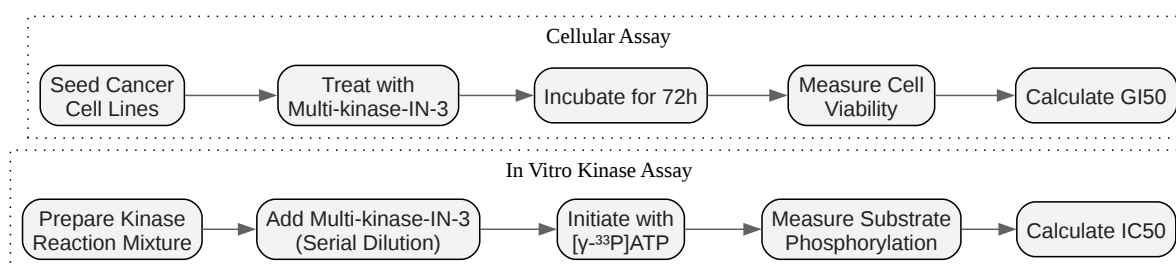 Cellular Assay
Seed Cancer
Cell Lines
Treat with
Multi-kinase-IN-3
Incubate for 72h
Measure Cell
Viability
Calculate GI50
In Vitro Kinase Assay
Prepare Kinase
Reaction Mixture
Add Multi-kinase-IN-3
(Serial Dilution)
Initiate with
[γ-³³P]ATP
Measure Substrate
Phosphorylation
Calculate IC50